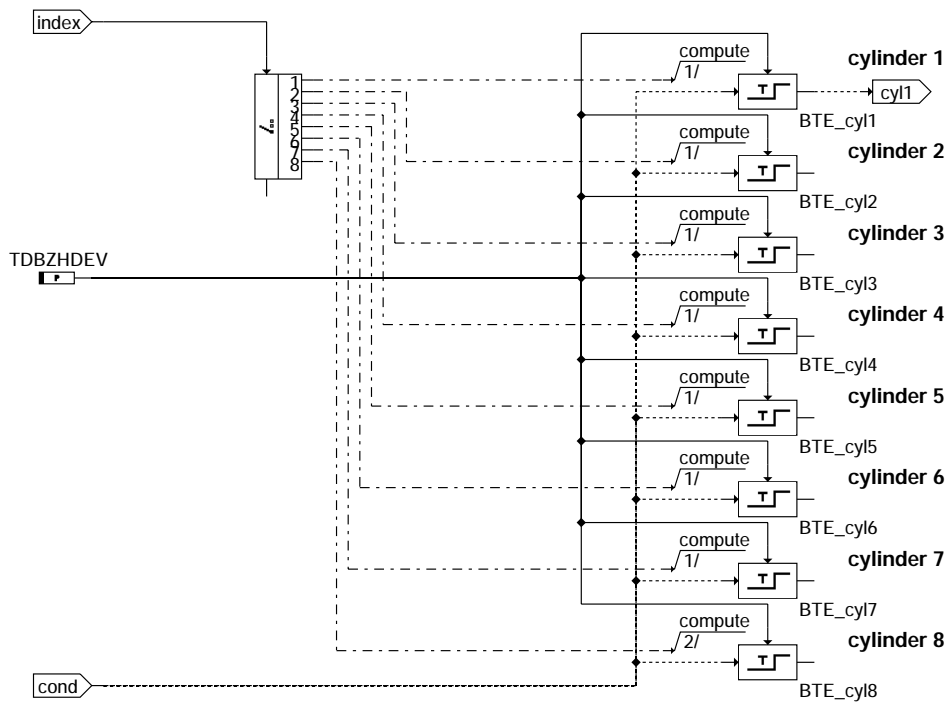 index
compute
cylinder 1
1/
T
cyl1
BTE_cyl1
1
2
3
4
5
6
7
8
compute
cylinder 2
1/
T
BTE_cyl2
compute
cylinder 3
1/
T
BTE_cyl3
TDBZHDEV
P
compute
cylinder 4
1/
T
BTE_cyl4
compute
cylinder 5
1/
T
BTE_cyl5
compute
cylinder 6
1/
T
BTE_cyl6
compute
cylinder 7
1/
T
BTE_cyl7
compute
cylinder 8
2/
T
BTE_cyl8
cond